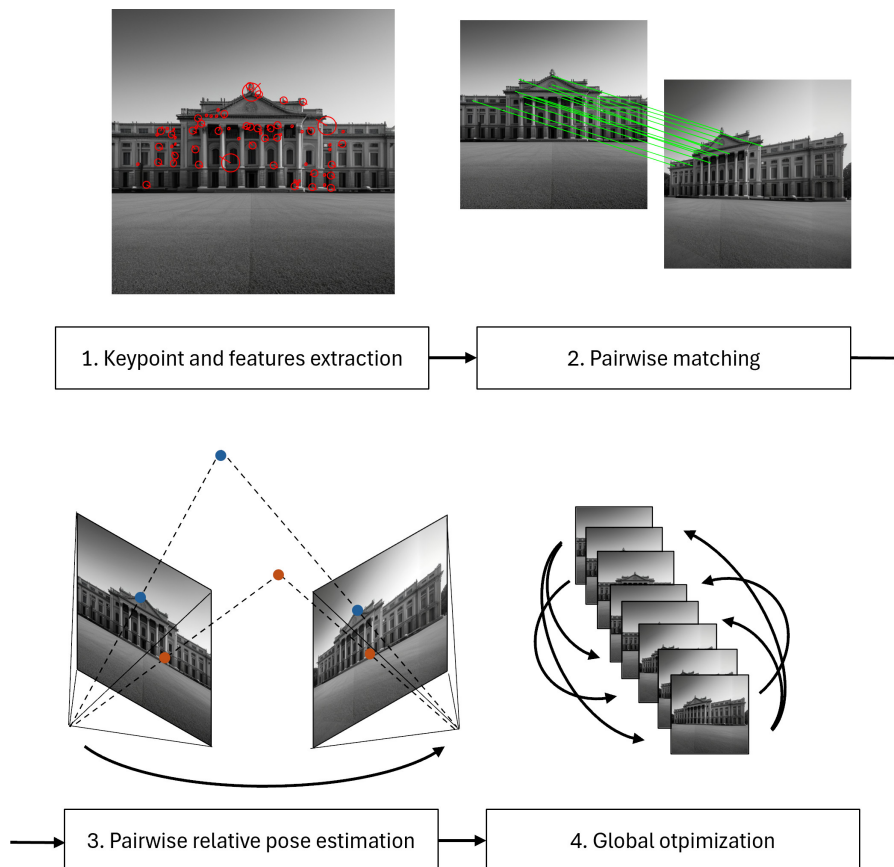 1. Keypoint and features extraction
2. Pairwise matching
3. Pairwise relative pose estimation
4. Global otpimization